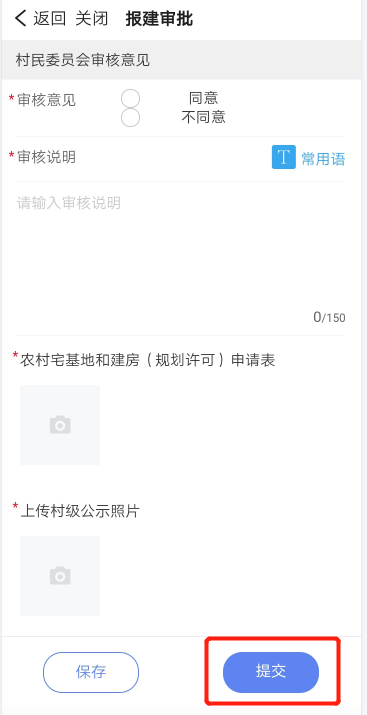 返回 关闭 报建审批
村民委员会审核意见
*审核意见 同意
不同意
*审核说明 T 常用语
请输入审核说明
0/150
*农村宅基地和建房（规划许可）申请表
*上传村级公示照片
保存 提交